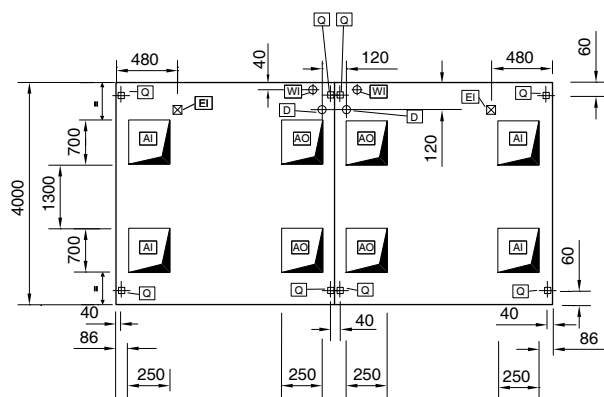 Q Q
480 40 120 480 60
Q WI WI Q
EI EI
D D
700 AI AO AO AI 120
4000 1300
700 AI AO AO AI
= =
Q Q Q Q 60
40 40 40
86 86
250 250 250 250